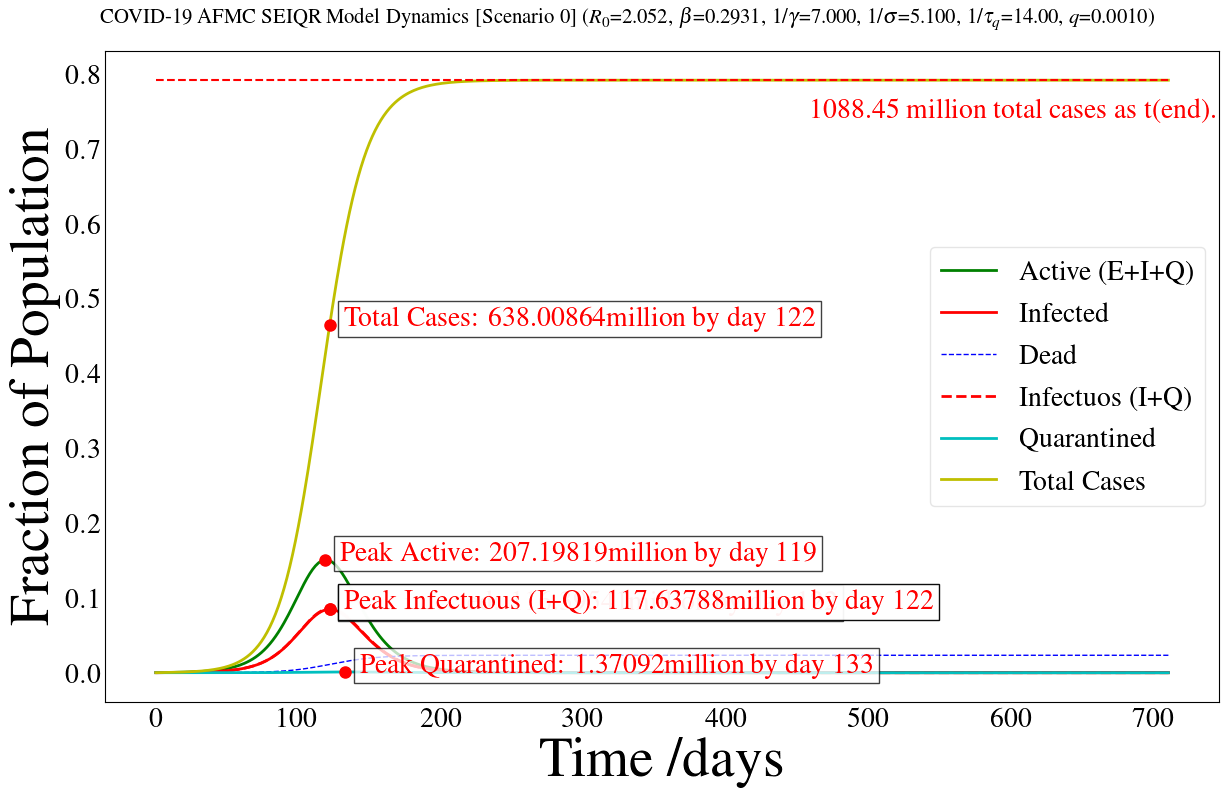 COVID-19 AFMC SEIQR Model Dynamics [Scenario 0] (R₀=2.052, β=0.2931, 1/γ=7.000, 1/σ=5.100, 1/τ_q=14.00, q=0.0010)
0.8
1088.45 million total cases as t(end).
0.7
0.6
0.5
Total Cases: 638.00864million by day 122
0.4
0.3
0.2
Peak Active: 207.19819million by day 119
0.1
Peak Infectuous (I+Q): 117.63788million by day 122
0.0
Peak Quarantined: 1.37092million by day 133
Fraction of Population
Active (E+I+Q)
Infected
Dead
Infectuos (I+Q)
Quarantined
Total Cases
0 100 200 300 400 500 600 700
Time /days